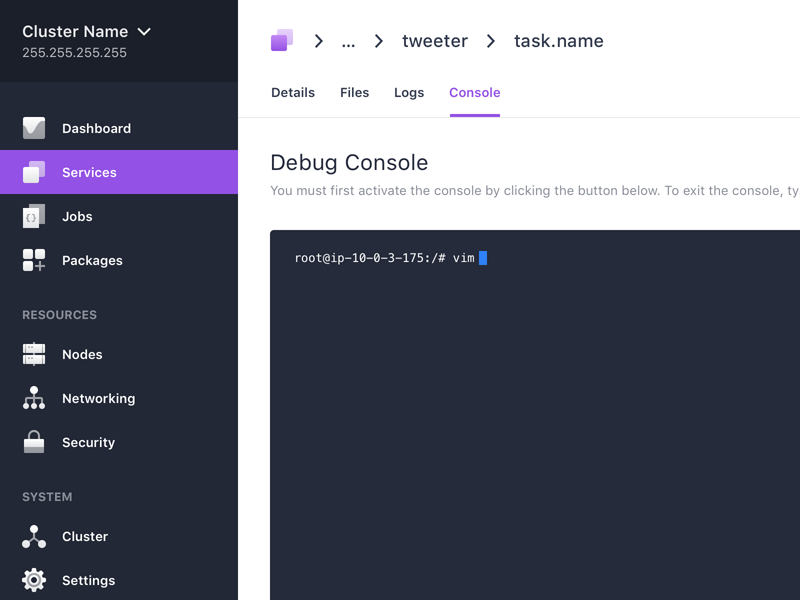 Cluster Name
255.255.255.255
Dashboard
Services
Jobs
Packages
RESOURCES
Nodes
Networking
Security
SYSTEM
Cluster
Settings
... tweeter task.name
Details Files Logs Console
Debug Console
You must first activate the console by clicking the button below. To exit the console, ty
root@ip-10-0-3-175:/# vim